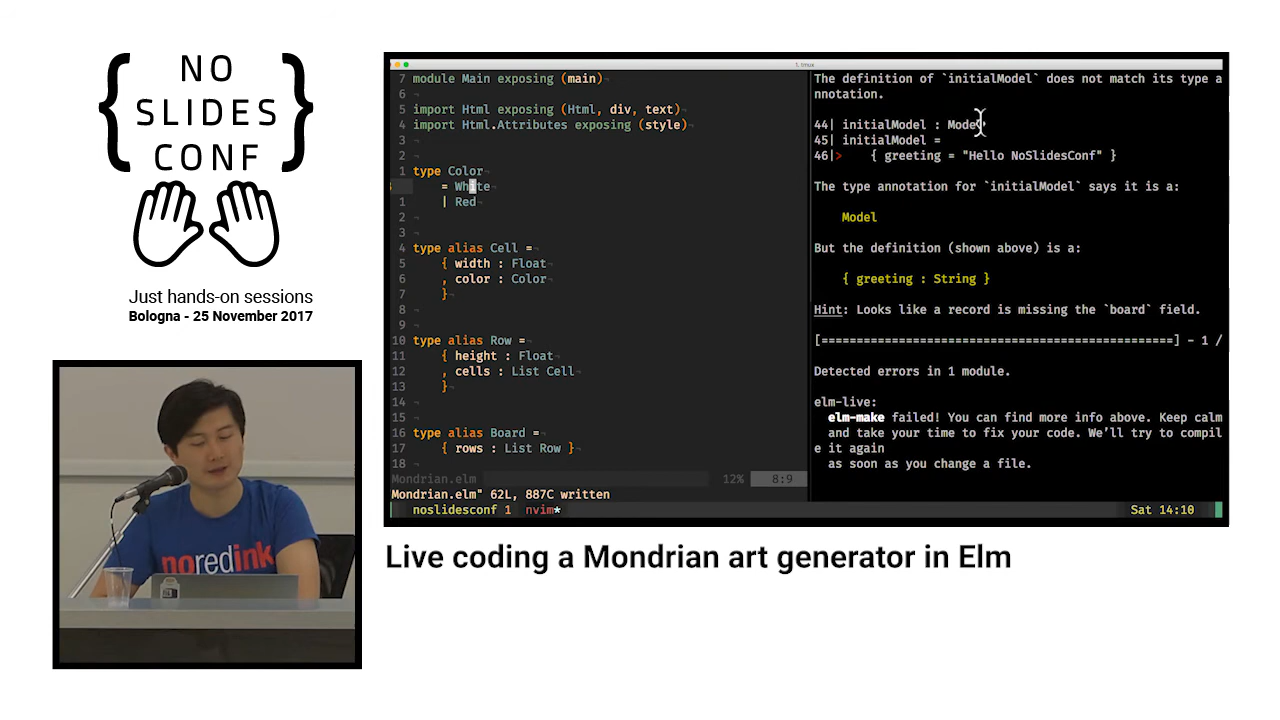 NO
SLIDES
CONF
Just hands-on sessions
Bologna - 25 November 2017
noredink
1. tmux
7 module Main exposing (main)¬
6 ¬
5 import Html exposing (Html, div, text)¬
4 import Html.Attributes exposing (style)¬
3 ¬
2 ¬
1 type Color¬
= White¬
1 | Red¬
2 ¬
3 ¬
4 type alias Cell =¬
5 { width : Float¬
6 , color : Color¬
7 }¬
8 ¬
9 ¬
10 type alias Row =¬
11 { height : Float¬
12 , cells : List Cell¬
13 }¬
14 ¬
15 ¬
16 type alias Board =¬
17 { rows : List Row }¬
18 ¬
Mondrian.elm 12% 8:9
Mondrian.elm" 62L, 887C written
noslidesconf 1 nvim* Sat 14:10
The definition of `initialModel` does not match its type a
nnotation.
44| initialModel : Model
45| initialModel =
46|> { greeting = "Hello NoSlidesConf" }
The type annotation for `initialModel` says it is a:
Model
But the definition (shown above) is a:
{ greeting : String }
Hint: Looks like a record is missing the `board` field.
[==================================================] - 1 /
Detected errors in 1 module.
elm-live:
elm-make failed! You can find more info above. Keep calm
and take your time to fix your code. We'll try to compil
e it again
as soon as you change a file.
Live coding a Mondrian art generator in Elm